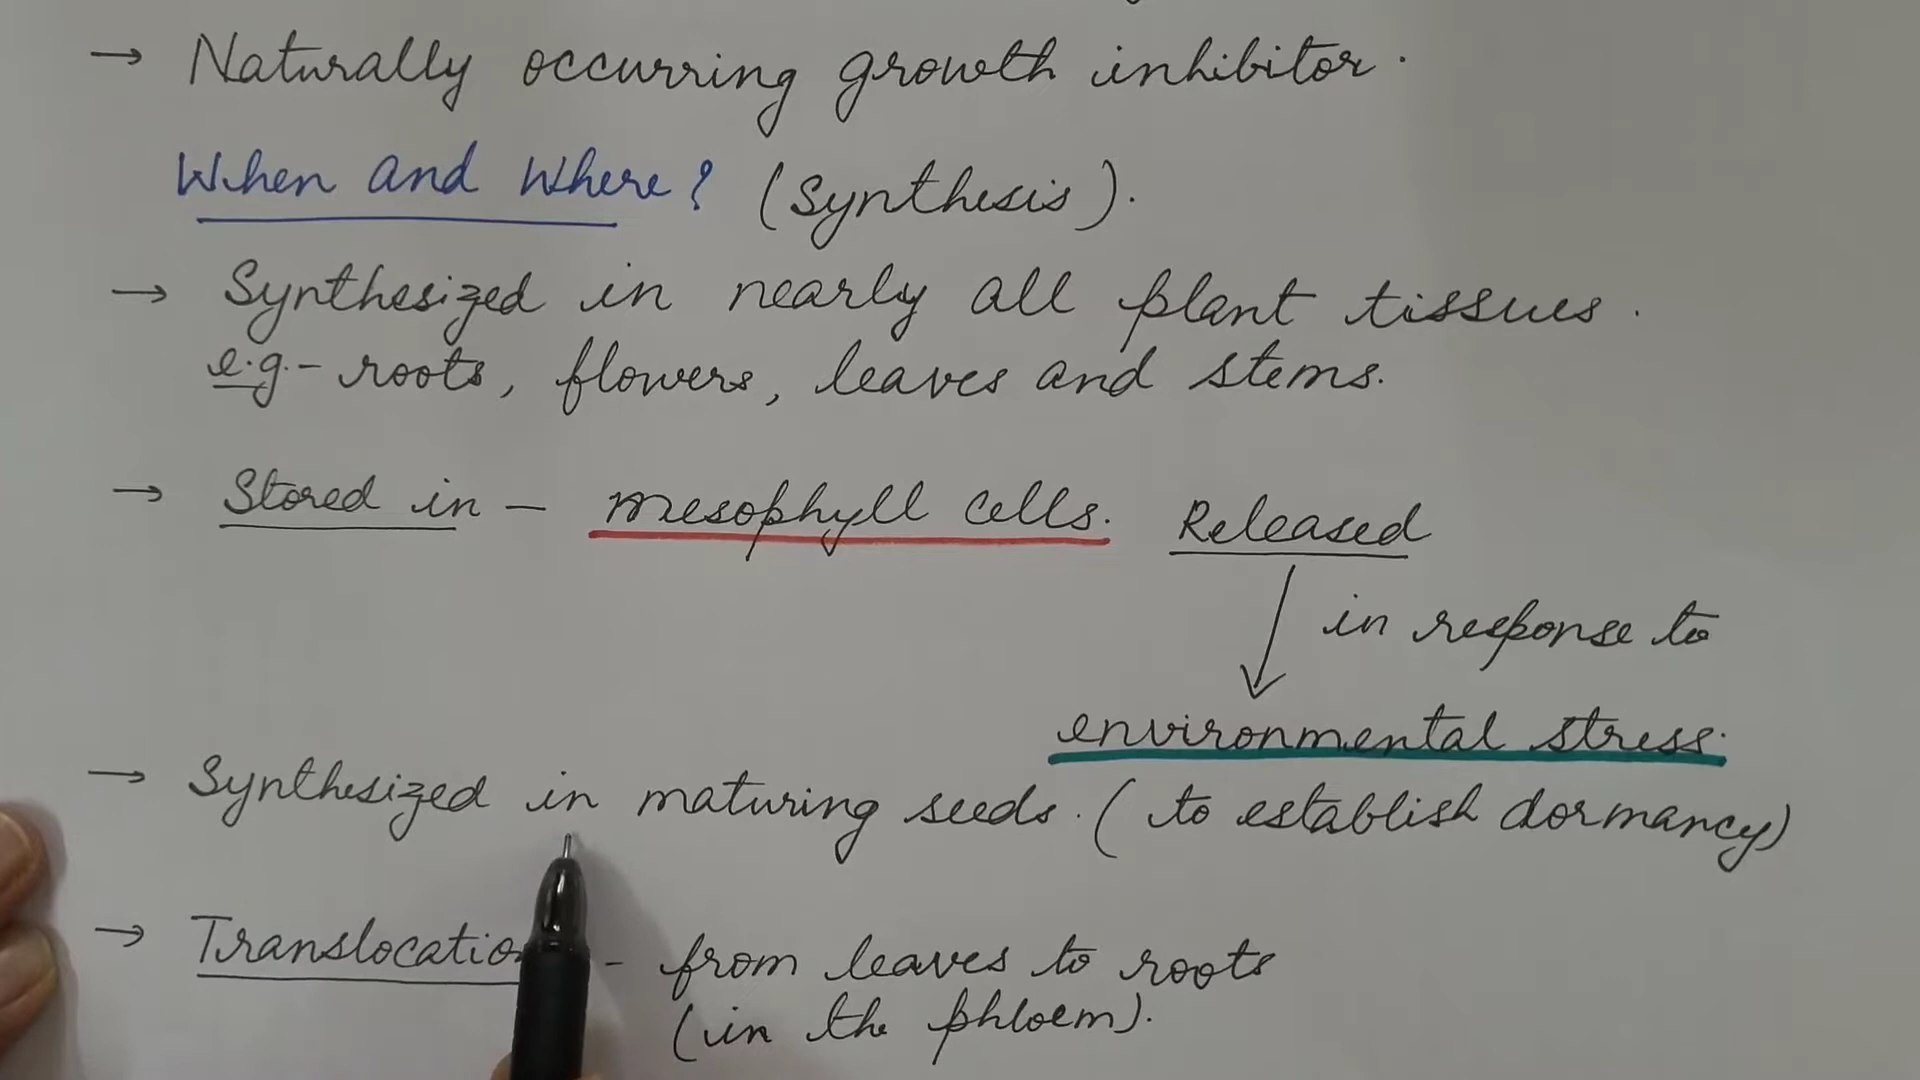 → Naturally occurring growth inhibitor.
When and Where? (Synthesis).
→ Synthesized in nearly all plant tissues.
e.g.- roots, flowers, leaves and stems.
→ Stored in - mesophyll cells. Released
in response to
environmental stress.
→ Synthesized in maturing seeds. (to establish dormancy)
→ Translocation - from leaves to roots
(in the phloem).